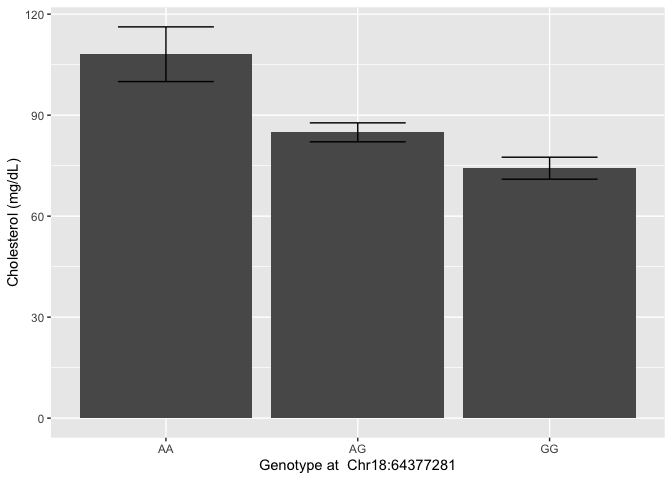 120
90
60
30
0
Cholesterol (mg/dL)
AA AG GG
Genotype at  Chr18:64377281